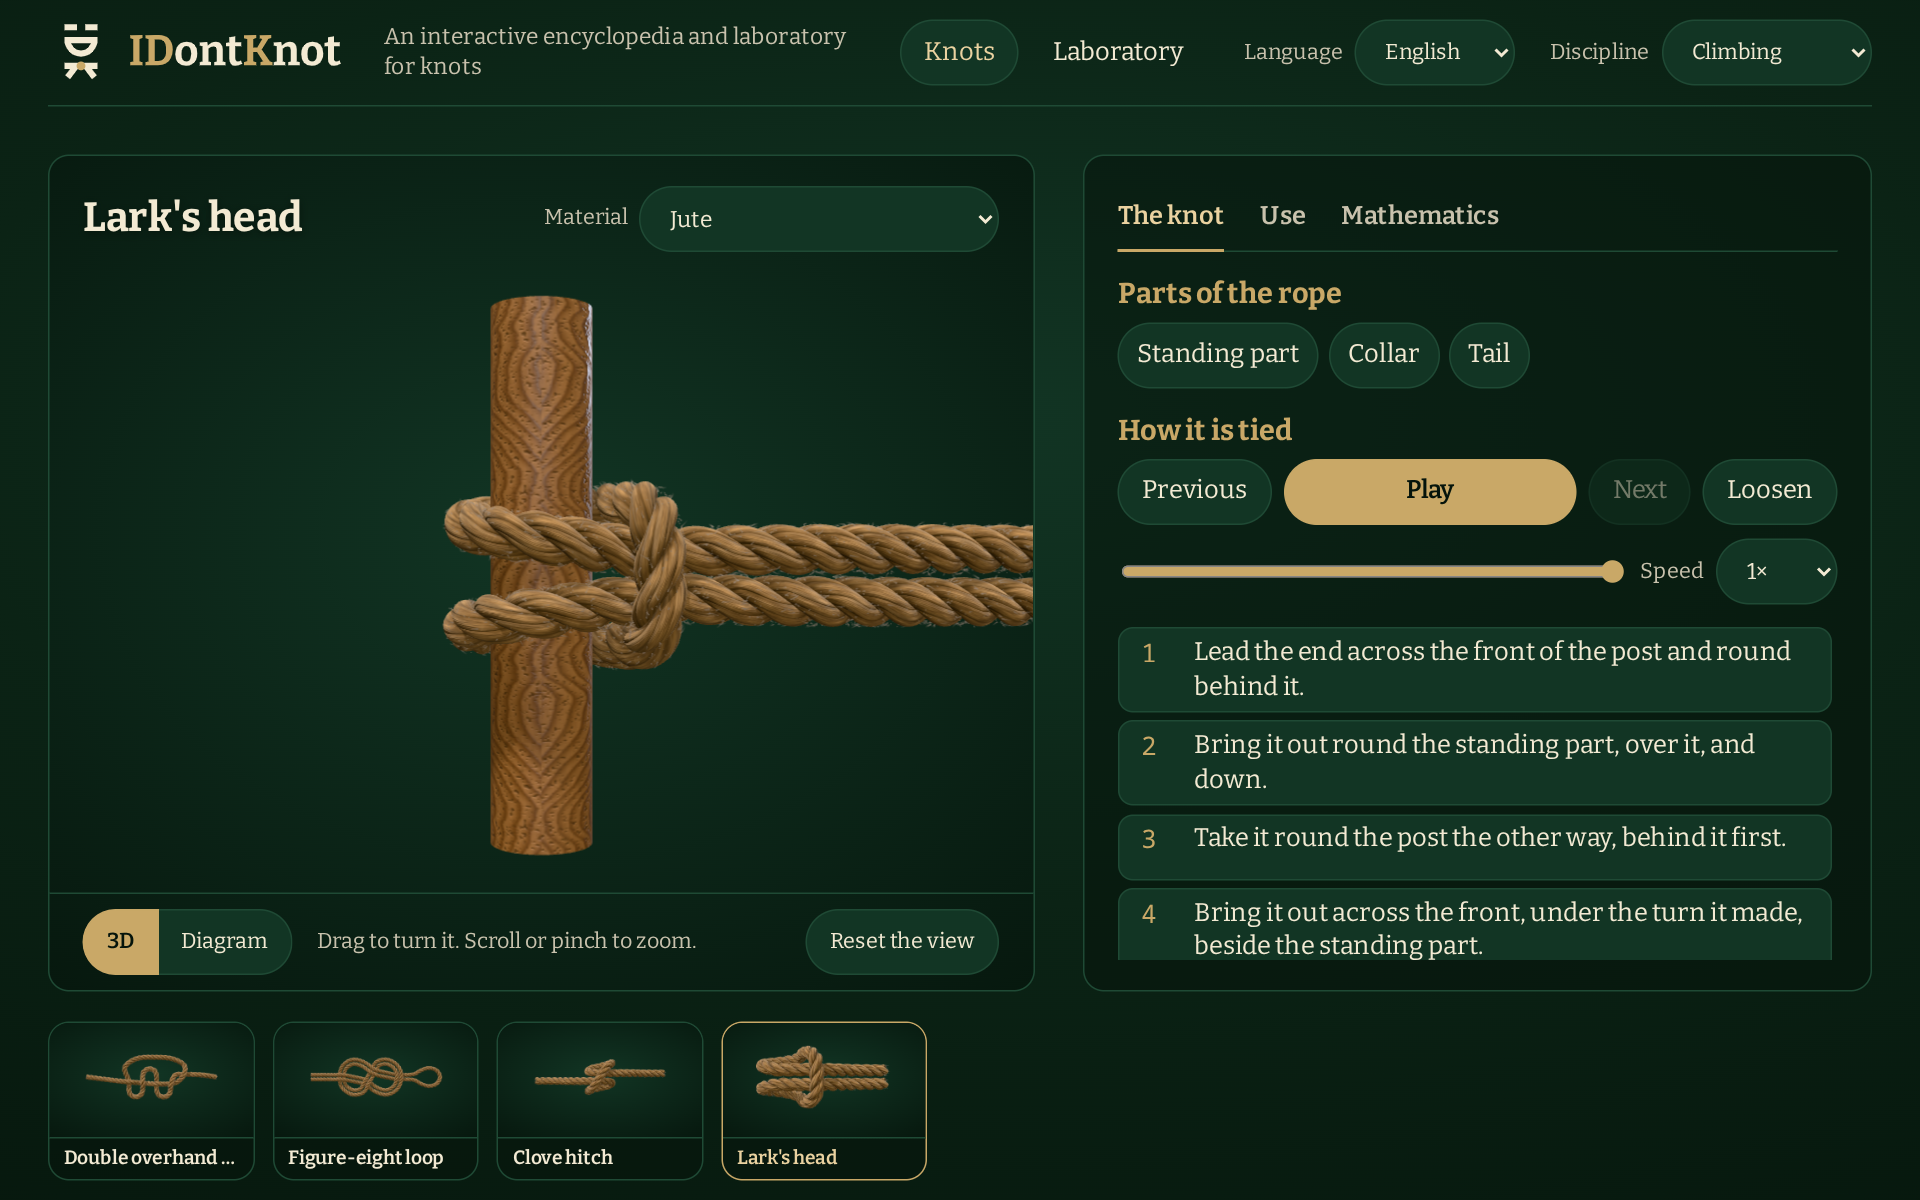 IDontKnot
An interactive encyclopedia and laboratory
for knots
Knots
Laboratory
Language
English
Discipline
Climbing
Lark's head
Material
Jute
The knot
Use
Mathematics
Parts of the rope
Standing part
Collar
Tail
How it is tied
Previous
Play
Next
Loosen
Speed
1×
1
Lead the end across the front of the post and round
behind it.
2
Bring it out round the standing part, over it, and
down.
3
Take it round the post the other way, behind it first.
4
Bring it out across the front, under the turn it made,
beside the standing part.
3D
Diagram
Drag to turn it. Scroll or pinch to zoom.
Reset the view
Double overhand ...
Figure-eight loop
Clove hitch
Lark's head